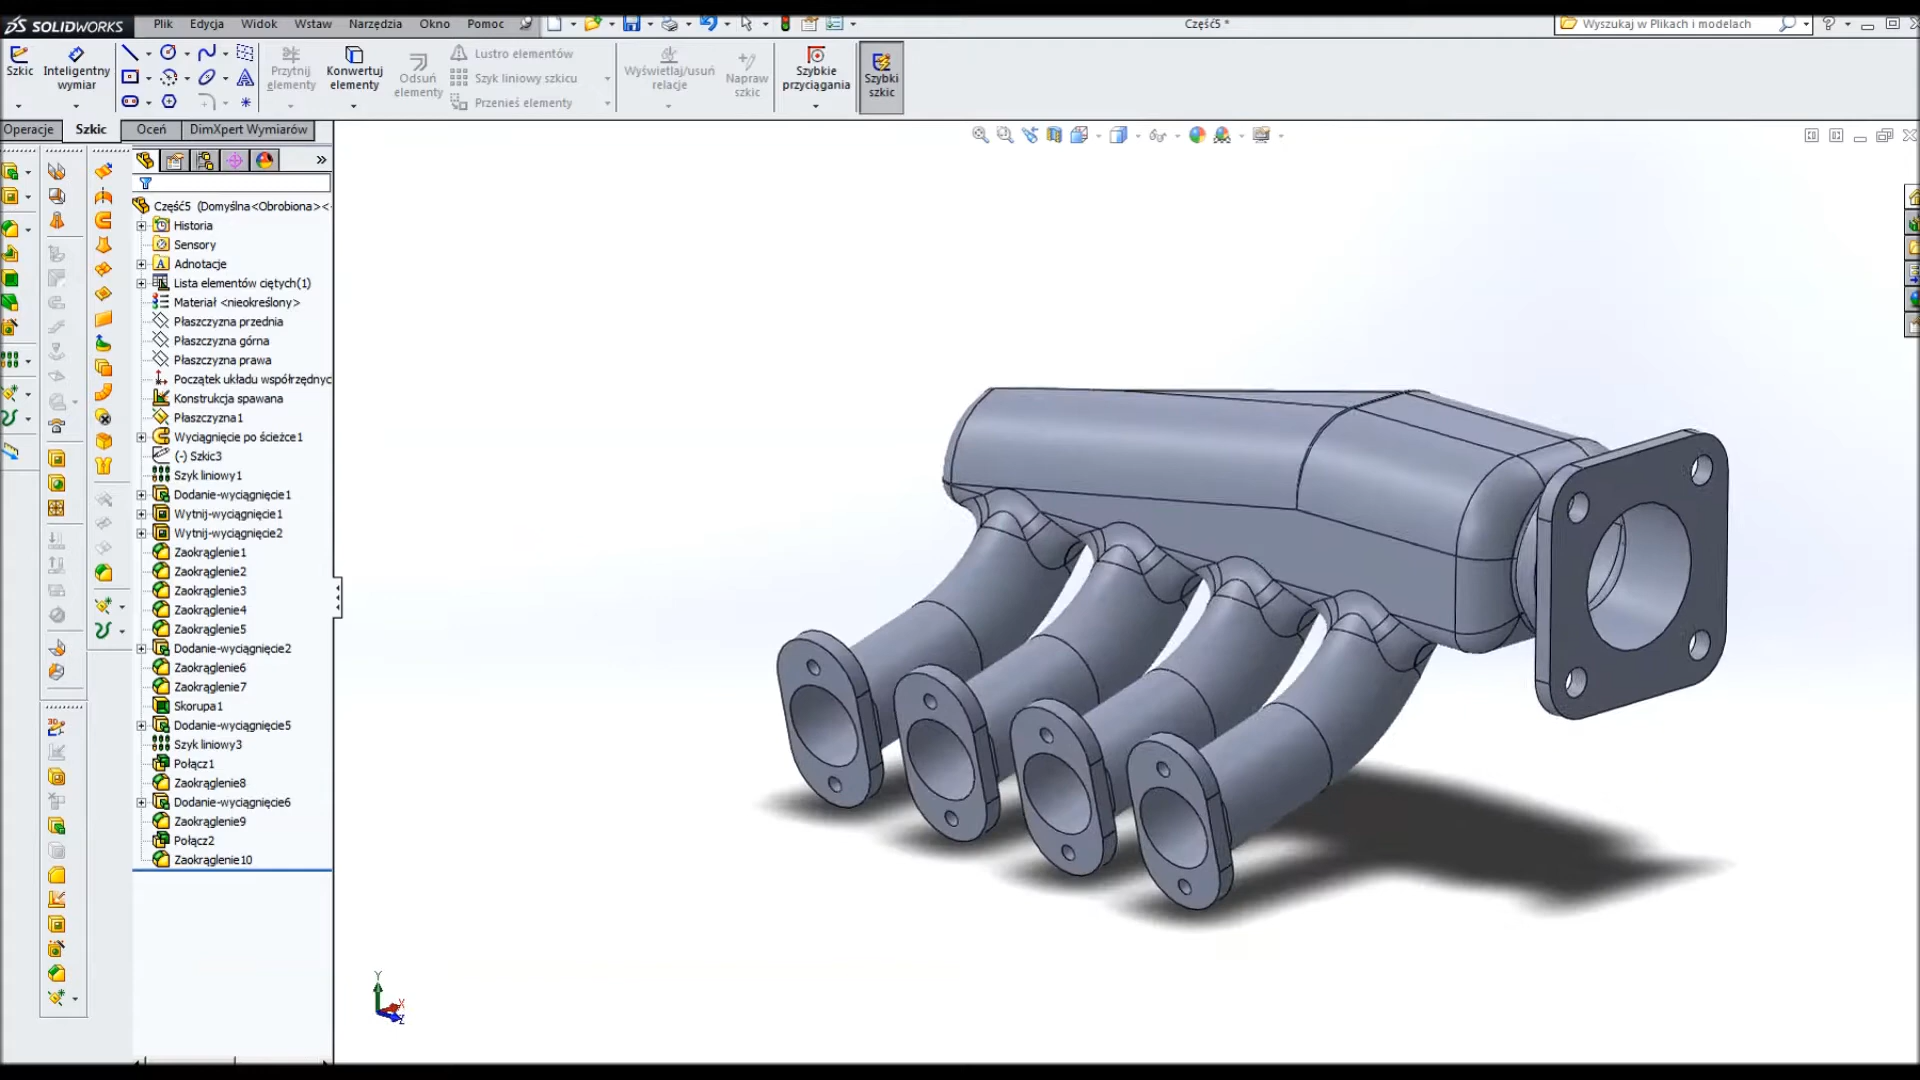 SOLIDWORKS
Plik Edycja Widok Wstaw Narzędzia Okno Pomoc
Część5 *
Wyszukaj w Plikach i modelach
Szkic
Inteligentny
wymiar
Przytnij
elementy
Konwertuj
elementy
Odsuń
elementy
Lustro elementów
Szyk liniowy szkicu
Przenieś elementy
Wyświetlaj/usuń
relacje
Napraw
szkic
Szybkie
przyciągania
Szybki
szkic
Operacje Szkic Oceń DimXpert Wymiarów
Część5 (Domyślna<Obrobiona><
Historia
Sensory
Adnotacje
Lista elementów ciętych(1)
Materiał <nieokreślony>
Płaszczyzna przednia
Płaszczyzna górna
Płaszczyzna prawa
Początek układu współrzędnyc
Konstrukcja spawana
Płaszczyzna1
Wyciągnięcie po ścieżce1
(-) Szkic3
Szyk liniowy1
Dodanie-wyciągnięcie1
Wytnij-wyciągnięcie1
Wytnij-wyciągnięcie2
Zaokrąglenie1
Zaokrąglenie2
Zaokrąglenie3
Zaokrąglenie4
Zaokrąglenie5
Dodanie-wyciągnięcie2
Zaokrąglenie6
Zaokrąglenie7
Skorupa1
Dodanie-wyciągnięcie5
Szyk liniowy3
Połącz1
Zaokrąglenie8
Dodanie-wyciągnięcie6
Zaokrąglenie9
Połącz2
Zaokrąglenie10
Y
X
Z